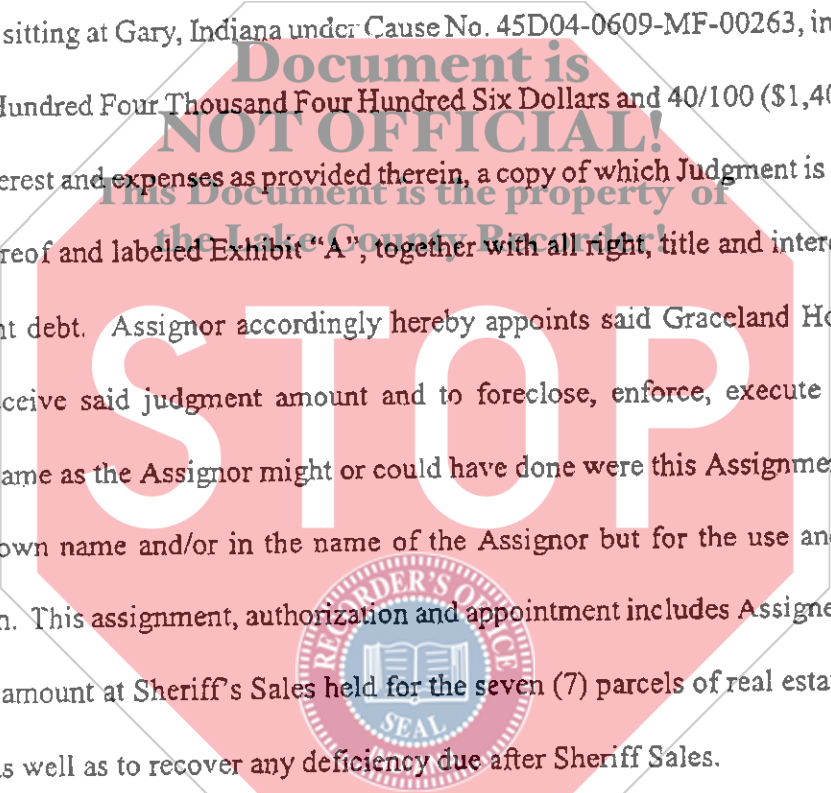 sitting at Gary, Indiana under Cause No. 45D04-0609-MF-00263, in
Document is
Hundred Four Thousand Four Hundred Six Dollars and 40/100 ($1,40
NOT OFFICIAL!
erest and expenses as provided therein, a copy of which Judgment is
This Document is the property of
reof and labeled Exhibit “A”, together with all right, title and intere
the Lake County Recorder!
nt debt. Assignor accordingly hereby appoints said Graceland Ho
ceive said judgment amount and to foreclose, enforce, execute
STOP
ame as the Assignor might or could have done were this Assignme
own name and/or in the name of the Assignor but for the use an
n. This assignment, authorization and appointment includes Assigne
RECORDER'S OFFICE
amount at Sheriff's Sales held for the seven (7) parcels of real esta
SEAL
s well as to recover any deficiency due after Sheriff Sales.